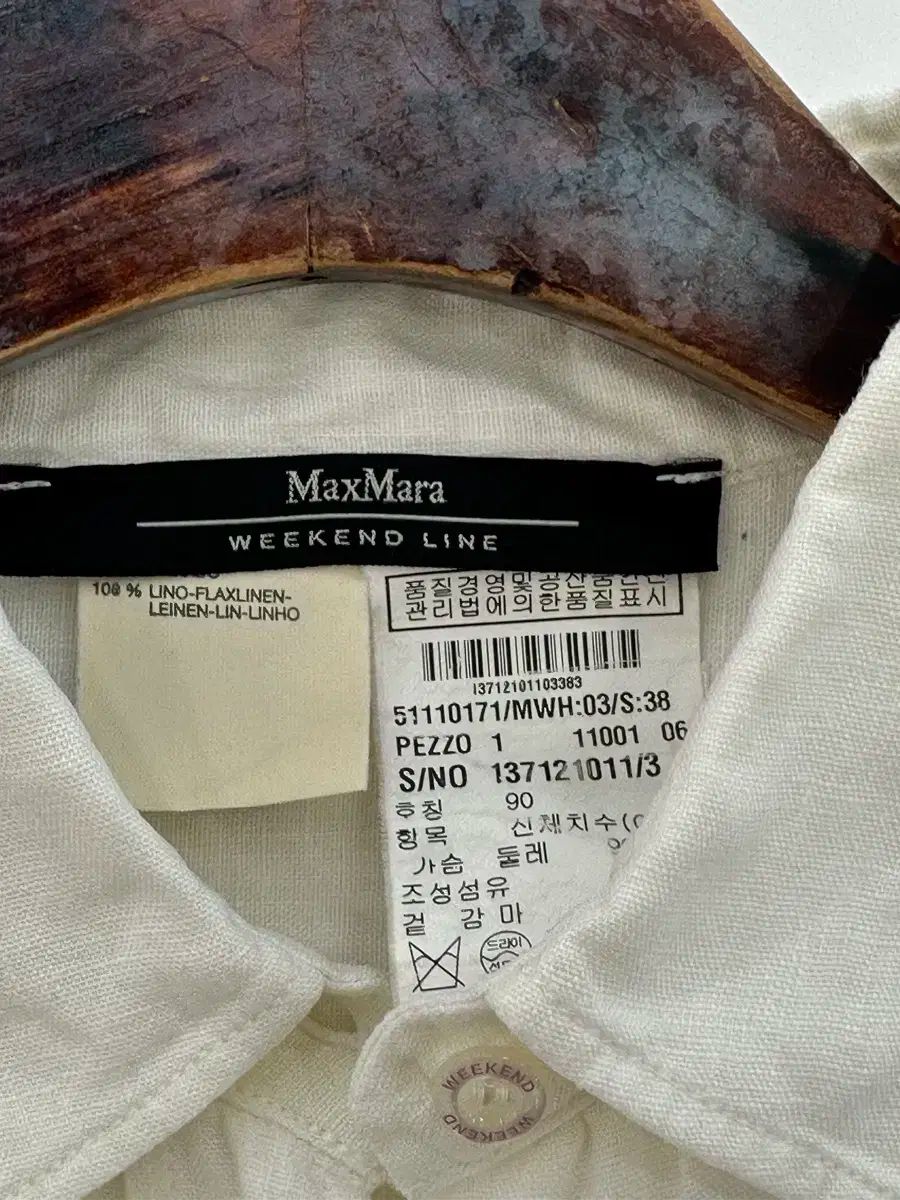 MaxMara
WEEKEND LINE
100 % LINO-FLAXLINEN-
LEINEN-LIN-LINHO
품질경영및공산품안전
관리법에의한품질표시
13712101103383
51110171/MWH:03/S:38
PEZZO 1 11001 06
S/NO 137121011/3
호칭 90
항목 신체치수(
가슴 둘레
조성섬유
겉 감 마
드라이
WEEKEND
WEEKEND